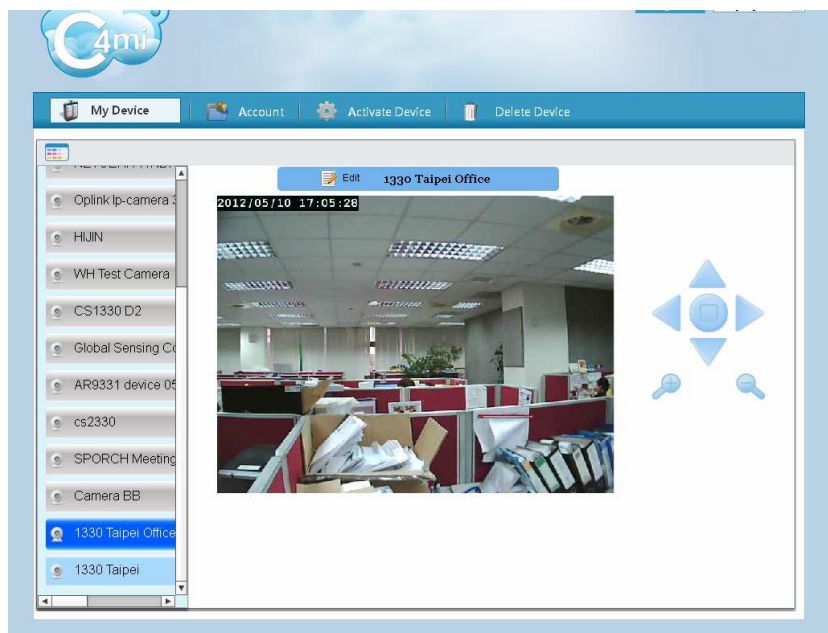 C4mi
My Device
Account
Activate Device
Delete Device
Edit 1330 Taipei Office
2012/05/10 17:05:28
Oplink Ip-camera
HIJIN
WH Test Camera
CS1330 D2
Global Sensing
AR9331 device 05
cs2330
SPORCH Meeting
Camera BB
1330 Taipei Office
1330 Taipei